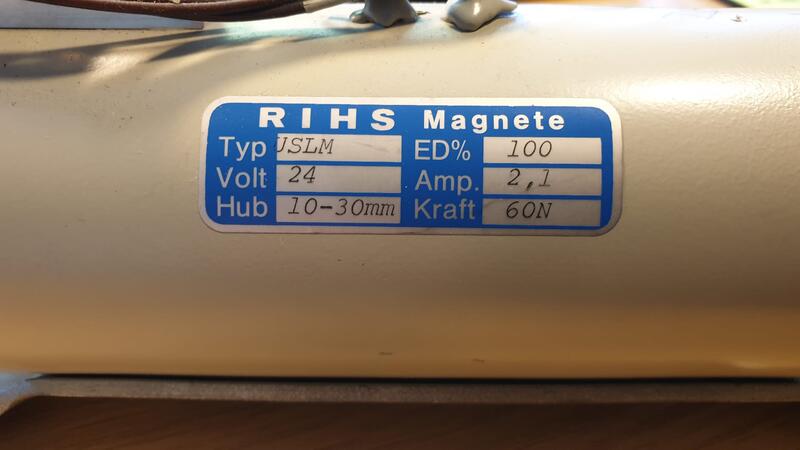 RIHS Magnete
Typ USLM ED% 100
Volt 24 Amp. 2,1
Hub 10-30mm Kraft 60N